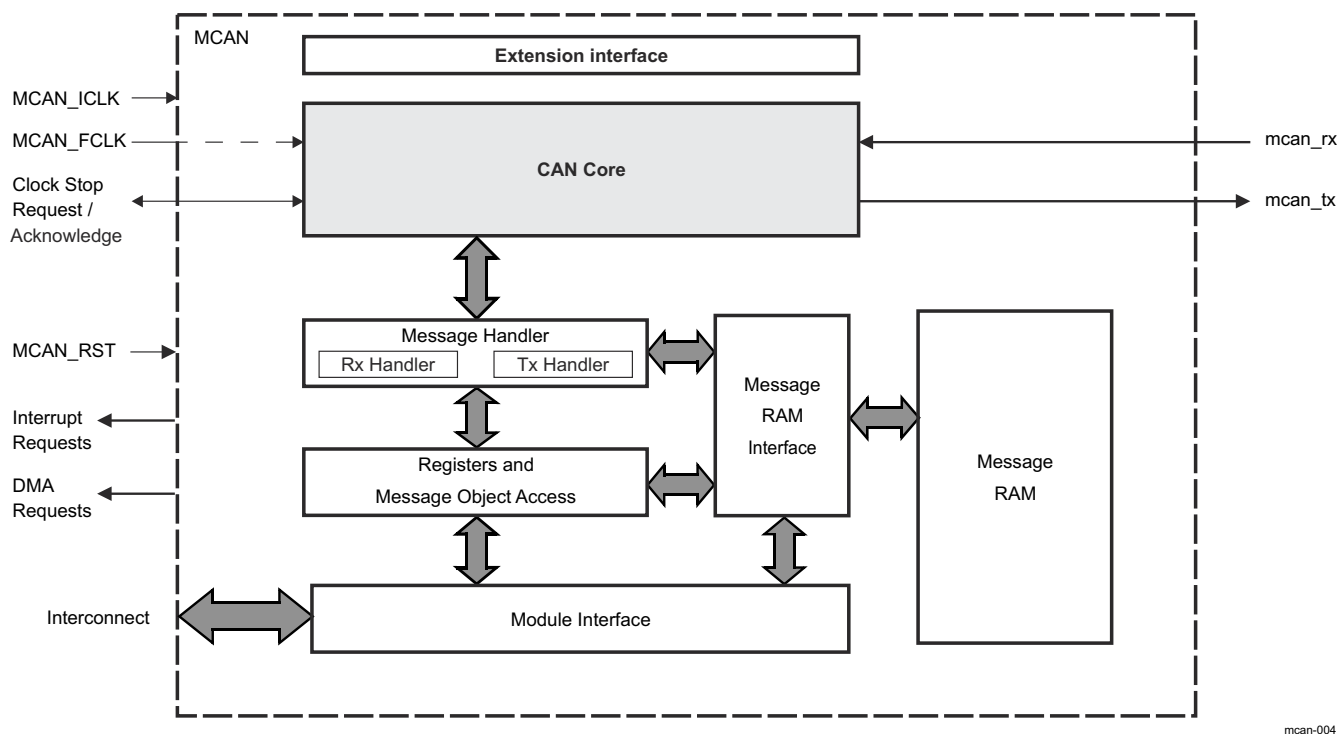 MCAN
Extension interface
MCAN_ICLK
MCAN_FCLK
mcan_rx
CAN Core
Clock Stop
Request /
Acknowledge
mcan_tx
Message Handler
Rx Handler
Tx Handler
MCAN_RST
Message
RAM
Interface
Interrupt
Requests
Registers and
Message Object Access
Message
RAM
DMA
Requests
Interconnect
Module Interface
mcan-004